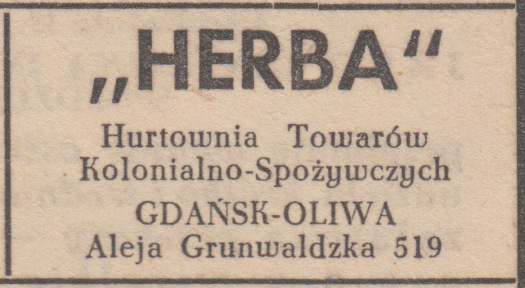 „HERBA“
Hurtownia Towarów
Kolonialno-Spożywczych
GDAŃSK-OLIWA
Aleja Grunwaldzka 519